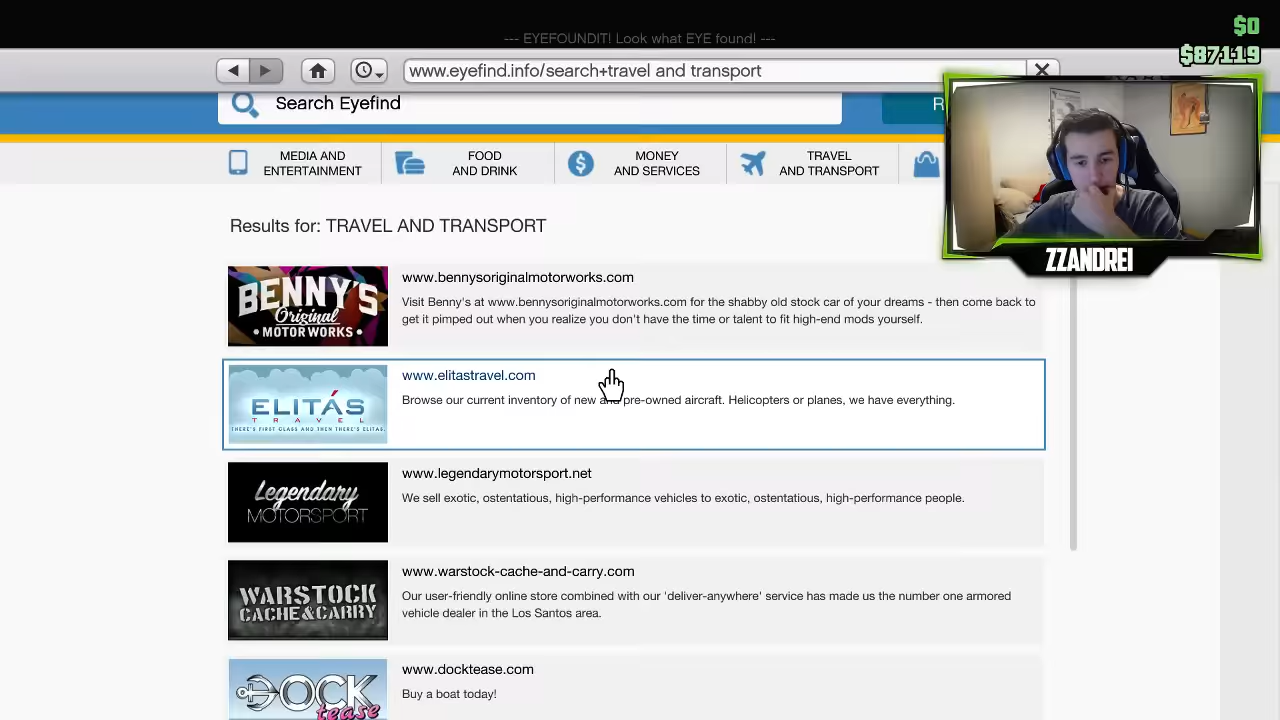 --- EYEFOUNDIT! Look what EYE found! ---
$0
$87119
www.eyefind.info/search+travel and transport
Search Eyefind
R
MEDIA AND
ENTERTAINMENT
FOOD
AND DRINK
MONEY
AND SERVICES
TRAVEL
AND TRANSPORT
ZZANDREI
Results for: TRAVEL AND TRANSPORT
BENNY'S
Original
MOTOR WORKS
www.bennysoriginalmotorworks.com
Visit Benny's at www.bennysoriginalmotorworks.com for the shabby old stock car of your dreams - then come back to
get it pimped out when you realize you don't have the time or talent to fit high-end mods yourself.
ELITÁS
TRAVEL
THERE'S FIRST CLASS AND THEN THERE'S ELITAS.
www.elitastravel.com
Browse our current inventory of new and pre-owned aircraft. Helicopters or planes, we have everything.
Legendary
MOTORSPORT
www.legendarymotorsport.net
We sell exotic, ostentatious, high-performance vehicles to exotic, ostentatious, high-performance people.
WARSTOCK
CACHE&CARRY
www.warstock-cache-and-carry.com
Our user-friendly online store combined with our 'deliver-anywhere' service has made us the number one armored
vehicle dealer in the Los Santos area.
DOCK
tease
www.docktease.com
Buy a boat today!